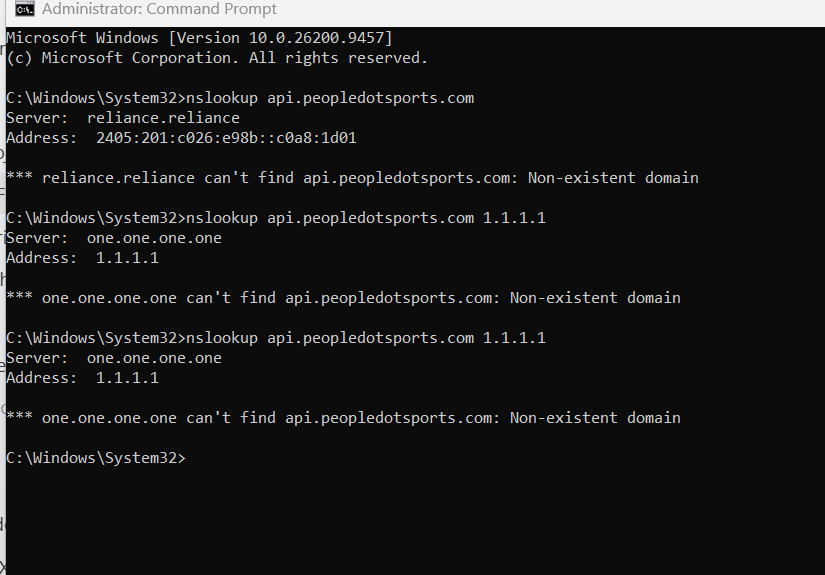 Administrator: Command Prompt
Microsoft Windows [Version 10.0.26200.9457]
(c) Microsoft Corporation. All rights reserved.
C:\Windows\System32>nslookup api.peopledotsports.com
Server:  reliance.reliance
Address:  2405:201:c026:e98b::c0a8:1d01
*** reliance.reliance can't find api.peopledotsports.com: Non-existent domain
C:\Windows\System32>nslookup api.peopledotsports.com 1.1.1.1
Server:  one.one.one.one
Address:  1.1.1.1
*** one.one.one.one can't find api.peopledotsports.com: Non-existent domain
C:\Windows\System32>nslookup api.peopledotsports.com 1.1.1.1
Server:  one.one.one.one
Address:  1.1.1.1
*** one.one.one.one can't find api.peopledotsports.com: Non-existent domain
C:\Windows\System32>